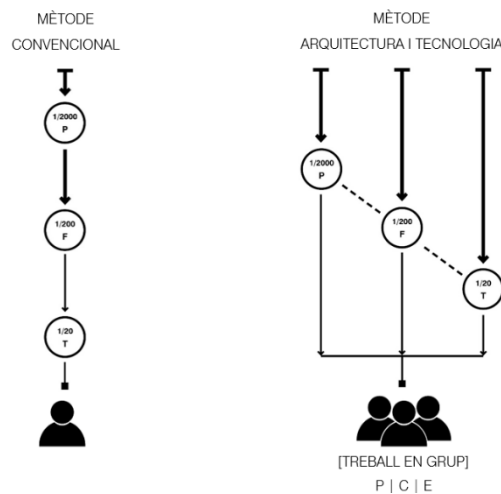 MÈTODE
CONVENCIONAL
1/2000
P
1/200
F
1/20
T
MÈTODE
ARQUITECTURA I TECNOLOGIA
1/2000
P
1/200
F
1/20
T
[TREBALL EN GRUP]
P | C | E